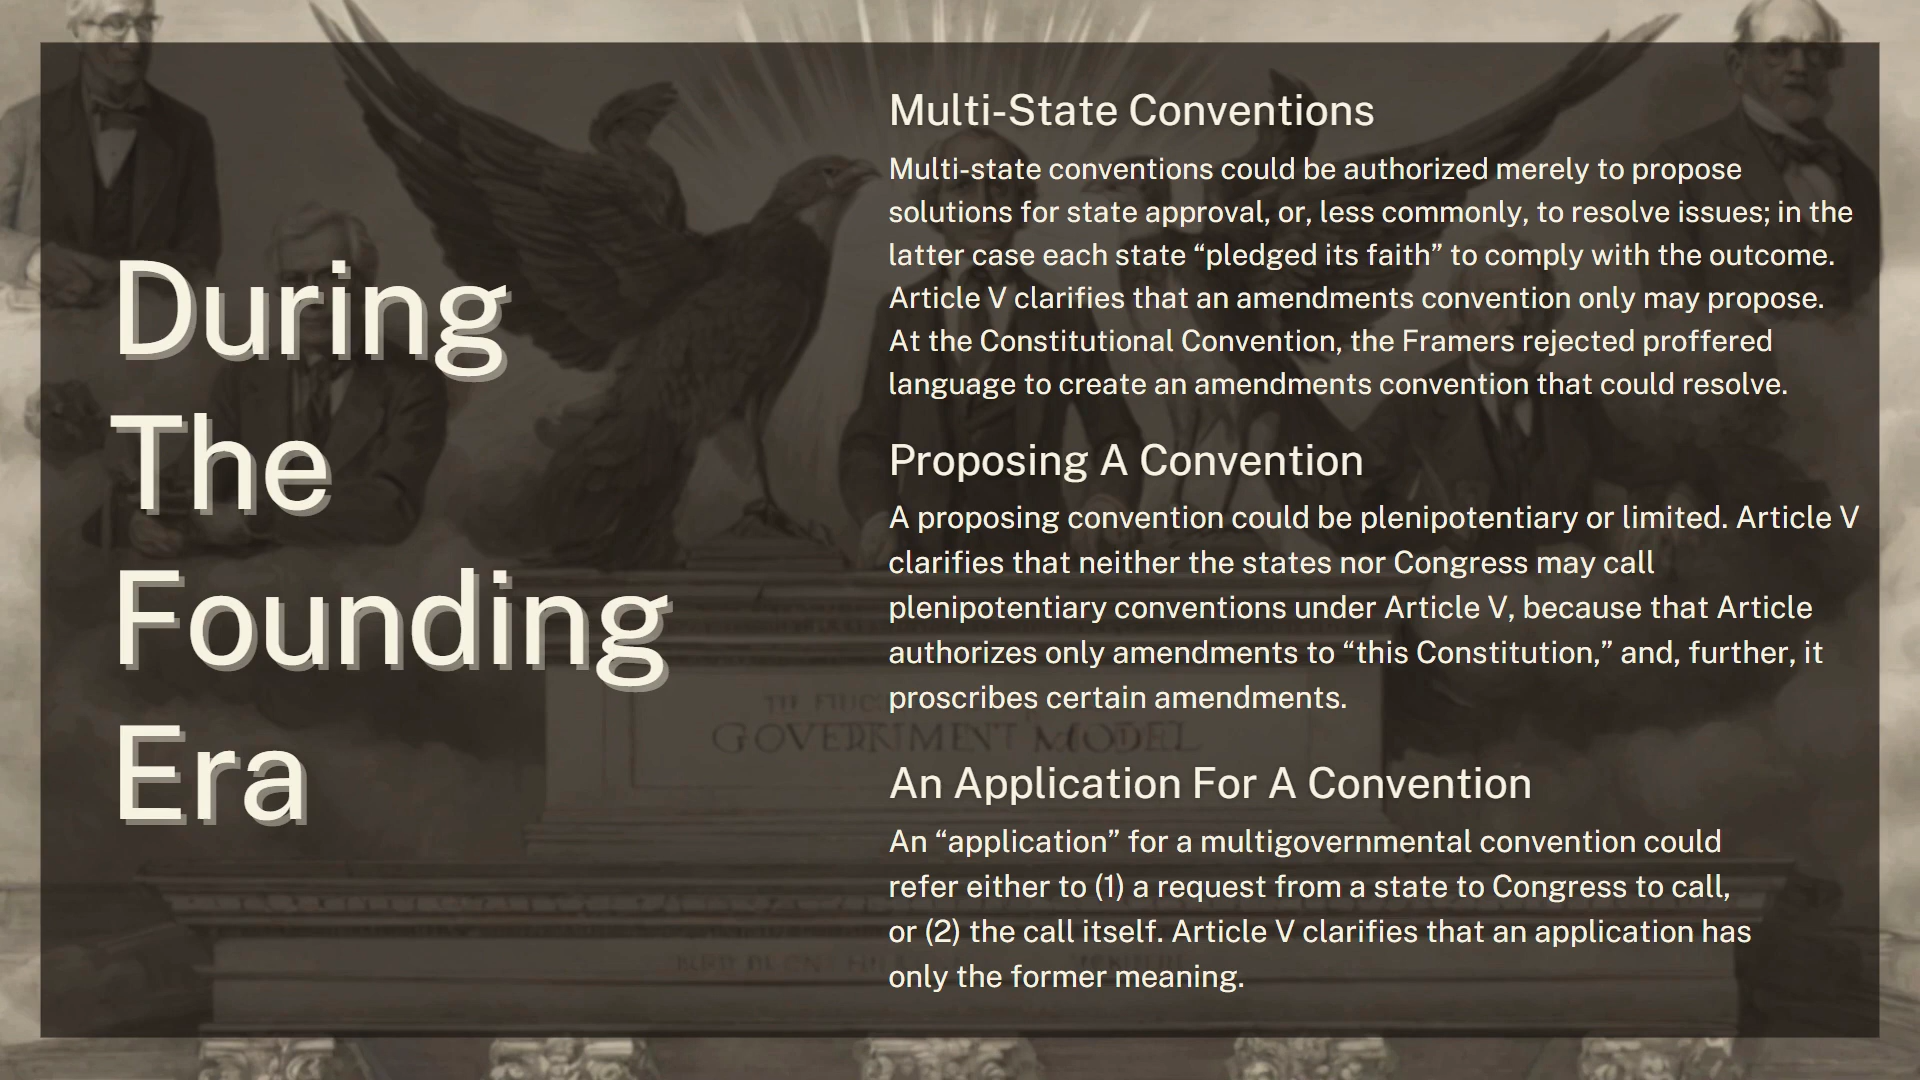 During
The
Founding
Era
Multi-State Conventions
Multi-state conventions could be authorized merely to propose
solutions for state approval, or, less commonly, to resolve issues; in the
latter case each state “pledged its faith” to comply with the outcome.
Article V clarifies that an amendments convention only may propose.
At the Constitutional Convention, the Framers rejected proffered
language to create an amendments convention that could resolve.
Proposing A Convention
A proposing convention could be plenipotentiary or limited. Article V
clarifies that neither the states nor Congress may call
plenipotentiary conventions under Article V, because that Article
authorizes only amendments to “this Constitution,” and, further, it
proscribes certain amendments.
An Application For A Convention
An “application” for a multigovernmental convention could
refer either to (1) a request from a state to Congress to call,
or (2) the call itself. Article V clarifies that an application has
only the former meaning.
GOVERNMENT MODEL